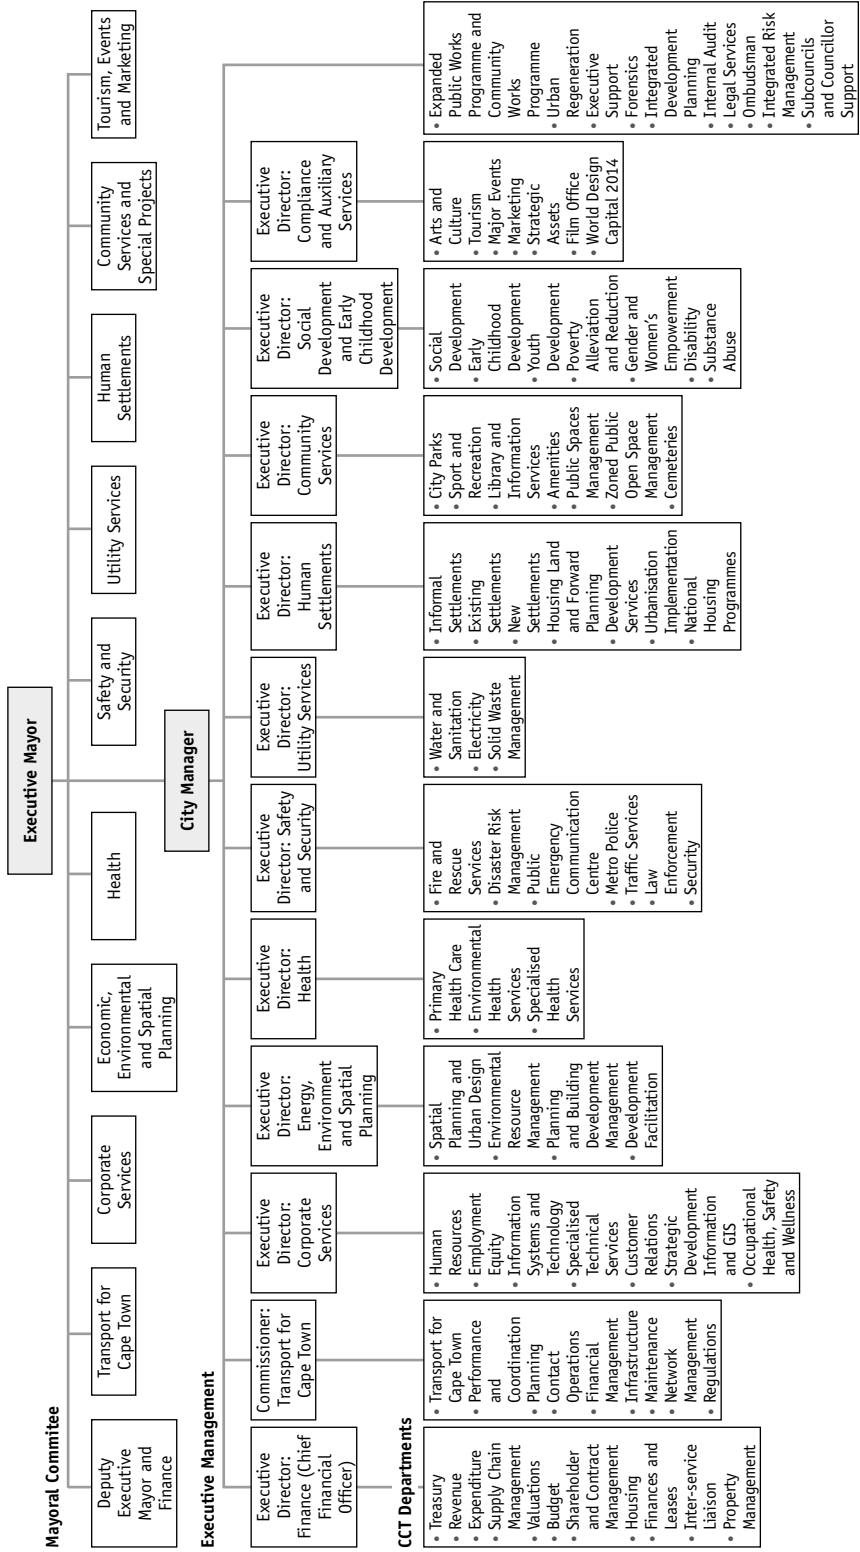 Executive Mayor
Mayoral Commitee
Deputy
Executive
Mayor and
Finance
Transport for
Cape Town
Corporate
Services
Economic,
Environmental
and Spatial
Planning
Health
Safety and
Security
Utility Services
Human
Settlements
Community
Services and
Special Projects
Tourism, Events
and Marketing
City Manager
Executive Management
Executive
Director:
Finance (Chief
Financial
Officer)
Commissioner:
Transport for
Cape Town
Executive
Director:
Corporate
Services
Executive
Director:
Energy,
Environment
and Spatial
Planning
Executive
Director:
Health
Executive
Director: Safety
and Security
Executive
Director:
Utility Services
Executive
Director:
Human
Settlements
Executive
Director:
Community
Services
Executive
Director:
Social
Development
and Early
Childhood
Development
Executive
Director:
Compliance
and Auxiliary
Services
CCT Departments
• Treasury
• Revenue
• Expenditure
• Supply Chain
Management
• Valuations
• Budget
• Shareholder
and Contract
Management
• Housing
• Finances and
Leases
• Inter-service
Liaison
• Property
Management
• Transport for
Cape Town
• Performance
and
Coordination
• Planning
• Contact
Operations
• Financial
Management
• Infrastructure
• Maintenance
• Network
Management
• Regulations
• Human
Resources
• Employment
Equity
• Information
Systems and
Technology
• Specialised
Technical
Services
• Customer
Relations
• Strategic
Development
Information
and GIS
• Occupational
Health, Safety
and Wellness
• Spatial
Planning and
Urban Design
• Environmental
Resource
Management
• Planning
and Building
Development
Management
• Development
Facilitation
• Primary
Health Care
• Environmental
Health
Services
• Specialised
Health
Services
• Fire and
Rescue
Services
• Disaster Risk
Management
• Public
Emergency
Communication
Centre
• Metro Police
• Traffic Services
• Law
Enforcement
• Security
• Water and
Sanitation
• Electricity
• Solid Waste
Management
• Informal
Settlements
• Existing
Settlements
• New
Settlements
• Housing Land
and Forward
Planning
• Development
Services
• Urbanisation
Implementation
• National
Housing
Programmes
• City Parks
• Sport and
Recreation
• Library and
Information
Services
• Amenities
• Public Spaces
Management
• Zoned Public
Open Space
Management
• Cemeteries
• Social
Development
• Early
Childhood
Development
• Youth
Development
• Poverty
Alleviation
and Reduction
• Gender and
Women's
Empowerment
• Disability
• Substance
Abuse
• Arts and
Culture
• Tourism
• Major Events
• Marketing
• Strategic
Assets
• Film Office
• World Design
Capital 2014
• Expanded
Public Works
Programme and
Community
Works
Programme
• Urban
Regeneration
• Executive
Support
• Forensics
• Integrated
Development
Planning
• Internal Audit
• Legal Services
• Ombudsman
• Integrated Risk
Management
• Subcouncils
and Councillor
Support